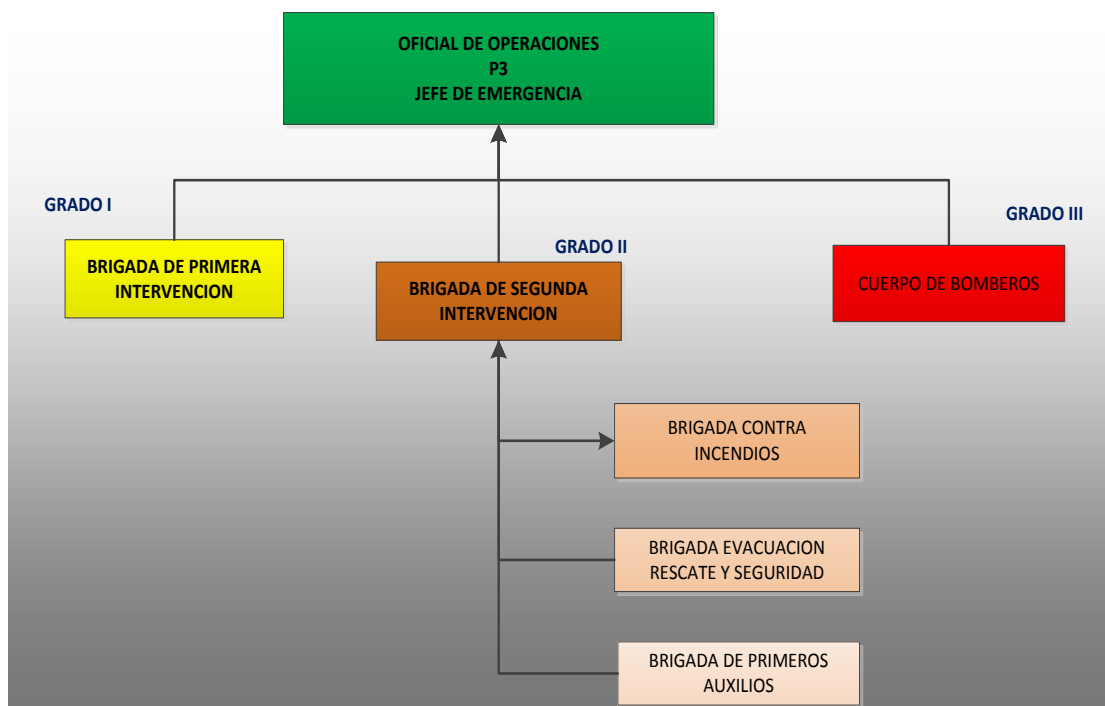 OFICIAL DE OPERACIONES
P3
JEFE DE EMERGENCIA
GRADO I
GRADO III
BRIGADA DE PRIMERA
INTERVENCION
GRADO II
BRIGADA DE SEGUNDA
INTERVENCION
CUERPO DE BOMBEROS
BRIGADA CONTRA
INCENDIOS
BRIGADA EVACUACION
RESCATE Y SEGURIDAD
BRIGADA DE PRIMEROS
AUXILIOS